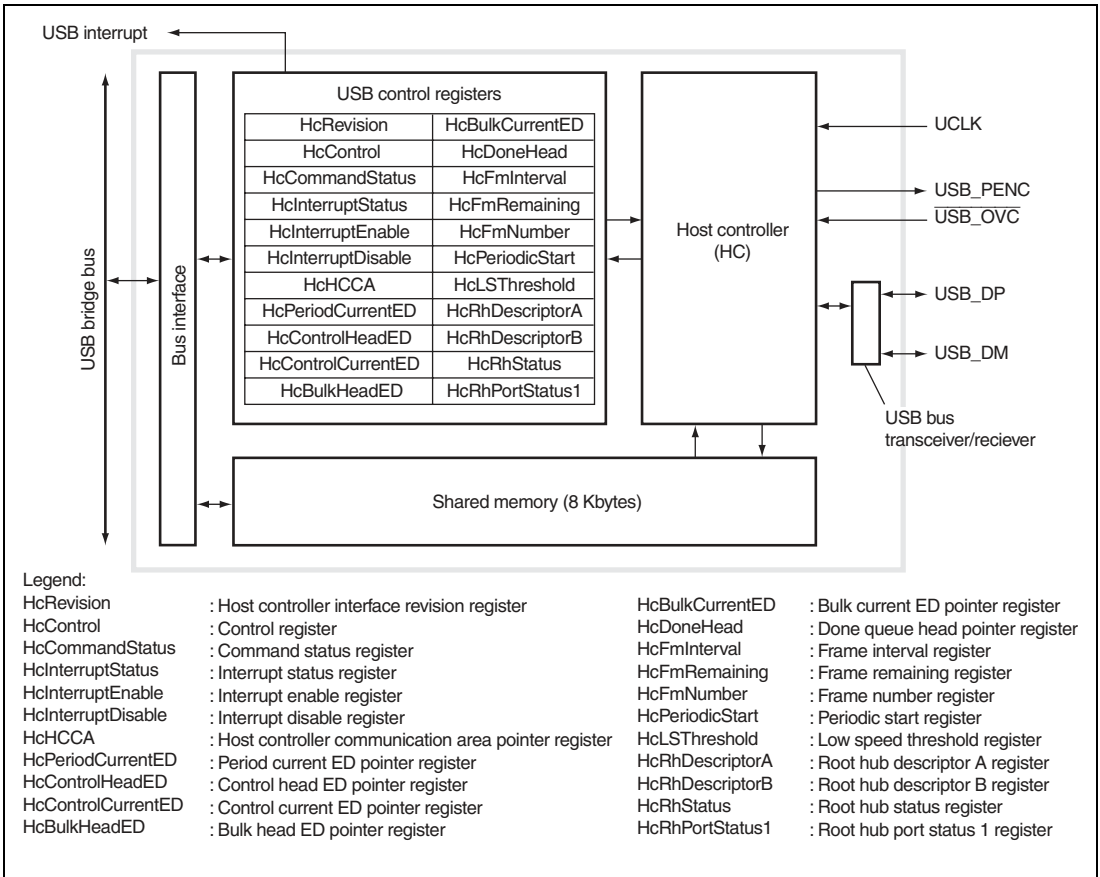 USB interrupt
USB control registers
HcRevision HcBulkCurrentED
HcControl HcDoneHead
HcCommandStatus HcFmInterval
HcInterruptStatus HcFmRemaining
HcInterruptEnable HcFmNumber
HcInterruptDisable HcPeriodicStart
HcHCCA HcLSThreshold
HcPeriodCurrentED HcRhDescriptorA
HcControlHeadED HcRhDescriptorB
HcControlCurrentED HcRhStatus
HcBulkHeadED HcRhPortStatus1
USB bridge bus
Bus interface
Host controller
(HC)
UCLK
USB_PENC
USB_OVC
USB_DP
USB_DM
USB bus
transceiver/reciever
Shared memory (8 Kbytes)
Legend:
HcRevision : Host controller interface revision register
HcControl : Control register
HcCommandStatus : Command status register
HcInterruptStatus : Interrupt status register
HcInterruptEnable : Interrupt enable register
HcInterruptDisable : Interrupt disable register
HcHCCA : Host controller communication area pointer register
HcPeriodCurrentED : Period current ED pointer register
HcControlHeadED : Control head ED pointer register
HcControlCurrentED : Control current ED pointer register
HcBulkHeadED : Bulk head ED pointer register
HcBulkCurrentED : Bulk current ED pointer register
HcDoneHead : Done queue head pointer register
HcFmInterval : Frame interval register
HcFmRemaining : Frame remaining register
HcFmNumber : Frame number register
HcPeriodicStart : Periodic start register
HcLSThreshold : Low speed threshold register
HcRhDescriptorA : Root hub descriptor A register
HcRhDescriptorB : Root hub descriptor B register
HcRhStatus : Root hub status register
HcRhPortStatus1 : Root hub port status 1 register